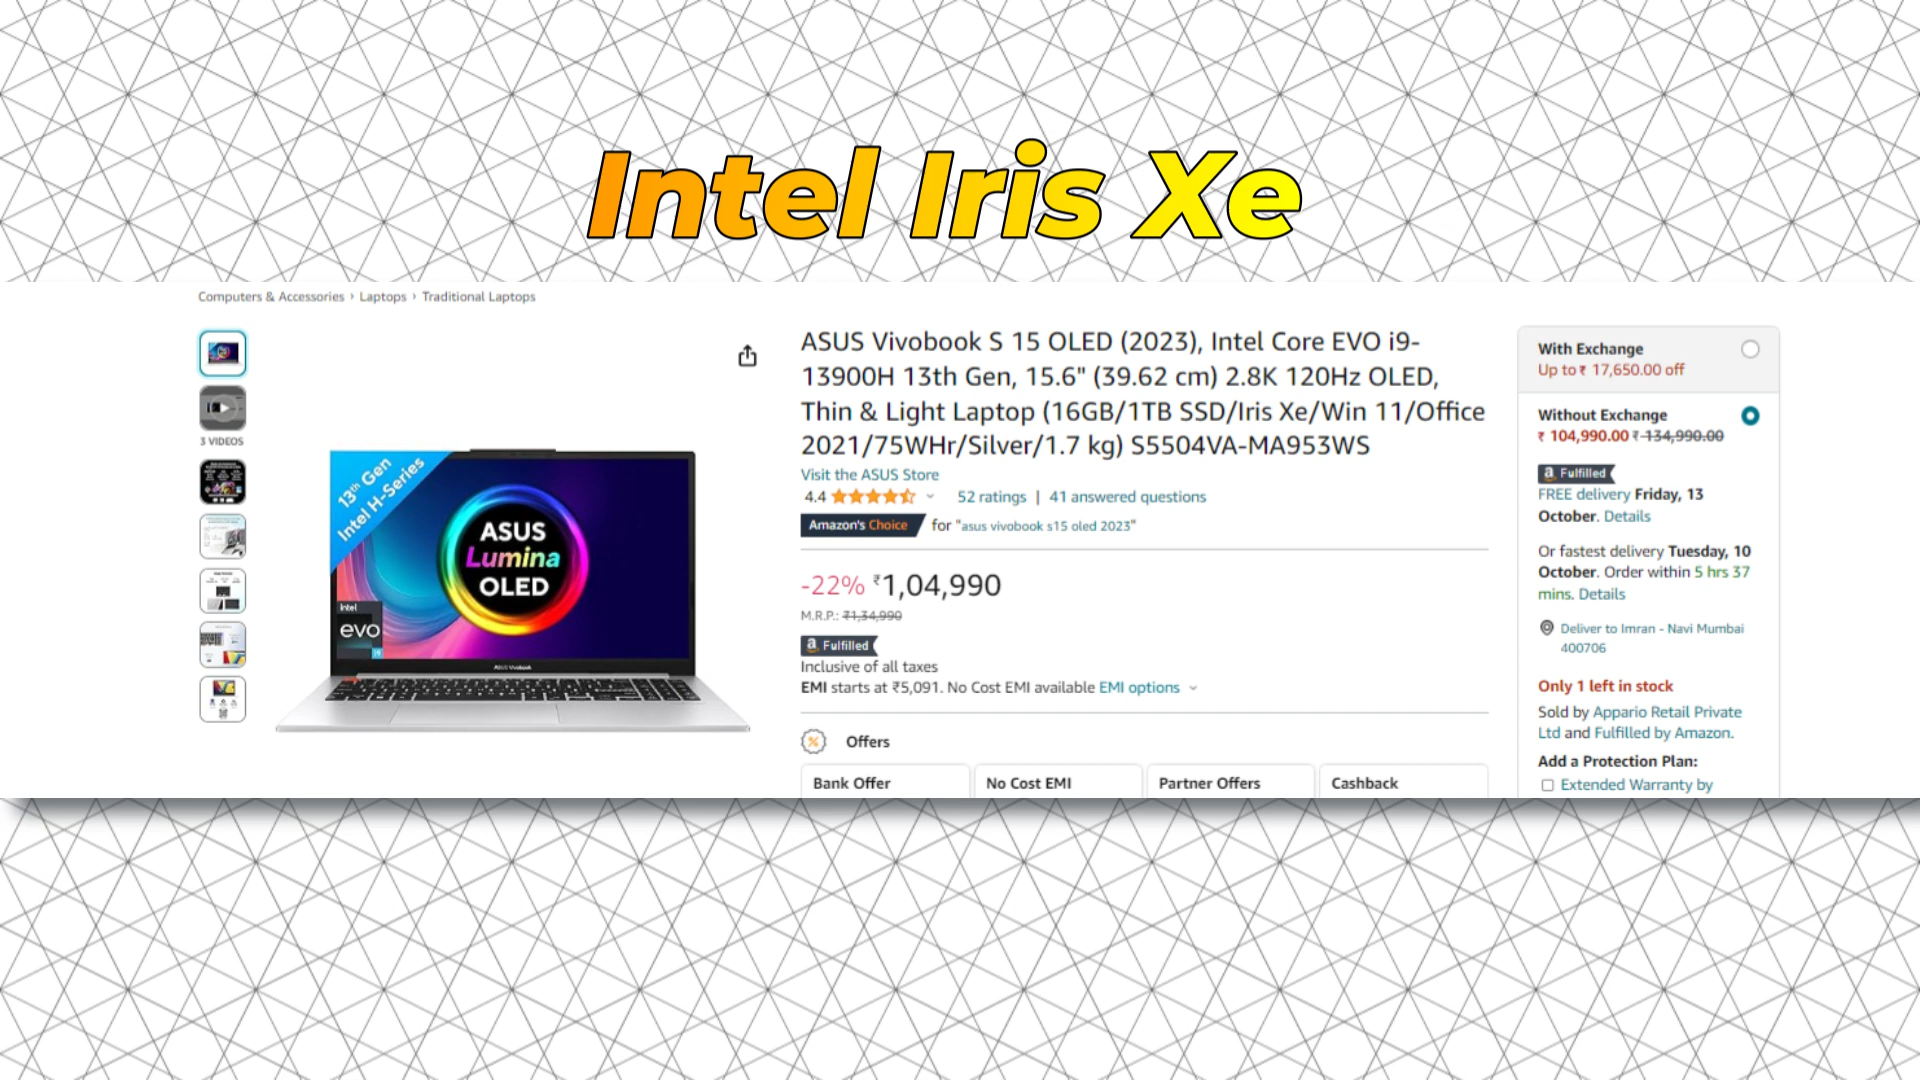 Intel Iris Xe
Computers & Accessories › Laptops › Traditional Laptops
3 VIDEOS
13th Gen
Intel H-Series
ASUS
Lumina
OLED
intel
evo
i9
ASUS Vivobook
ASUS Vivobook S 15 OLED (2023), Intel Core EVO i9-
13900H 13th Gen, 15.6" (39.62 cm) 2.8K 120Hz OLED,
Thin & Light Laptop (16GB/1TB SSD/Iris Xe/Win 11/Office
2021/75WHr/Silver/1.7 kg) S5504VA-MA953WS
Visit the ASUS Store
4.4 52 ratings | 41 answered questions
Amazon's Choice for "asus vivobook s15 oled 2023"
-22% ₹1,04,990
M.R.P.: ₹1,34,990
a Fulfilled
Inclusive of all taxes
EMI starts at ₹5,091. No Cost EMI available EMI options
% Offers
Bank Offer No Cost EMI Partner Offers Cashback
With Exchange
Up to ₹ 17,650.00 off
Without Exchange
₹ 104,990.00 ₹ 134,990.00
a Fulfilled
FREE delivery Friday, 13
October. Details
Or fastest delivery Tuesday, 10
October. Order within 5 hrs 37
mins. Details
Deliver to Imran - Navi Mumbai
400706
Only 1 left in stock
Sold by Appario Retail Private
Ltd and Fulfilled by Amazon.
Add a Protection Plan:
Extended Warranty by